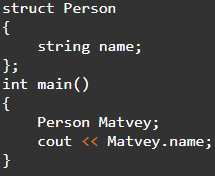 struct Person
{
    string name;
};
int main()
{
    Person Matvey;
    cout << Matvey.name;
}